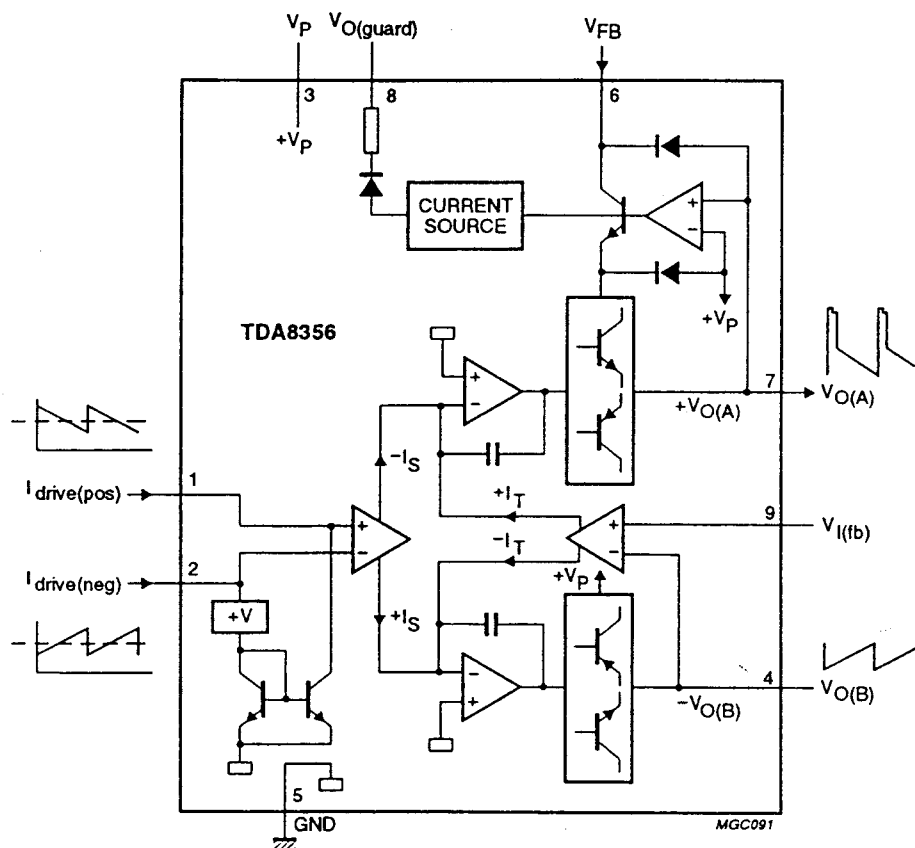 V_P
V_O(guard)
V_FB
3
8
6
+V_P
CURRENT
SOURCE
+
−
+V_P
TDA8356
+
−
7
+V_O(A)
V_O(A)
−I_S
I_drive(pos)
1
+I_T
9
V_I(fb)
+
−
+
−
−I_T
I_drive(neg)
2
+V_P
+V
+I_S
−
+
4
−V_O(B)
V_O(B)
5
GND
MGC091